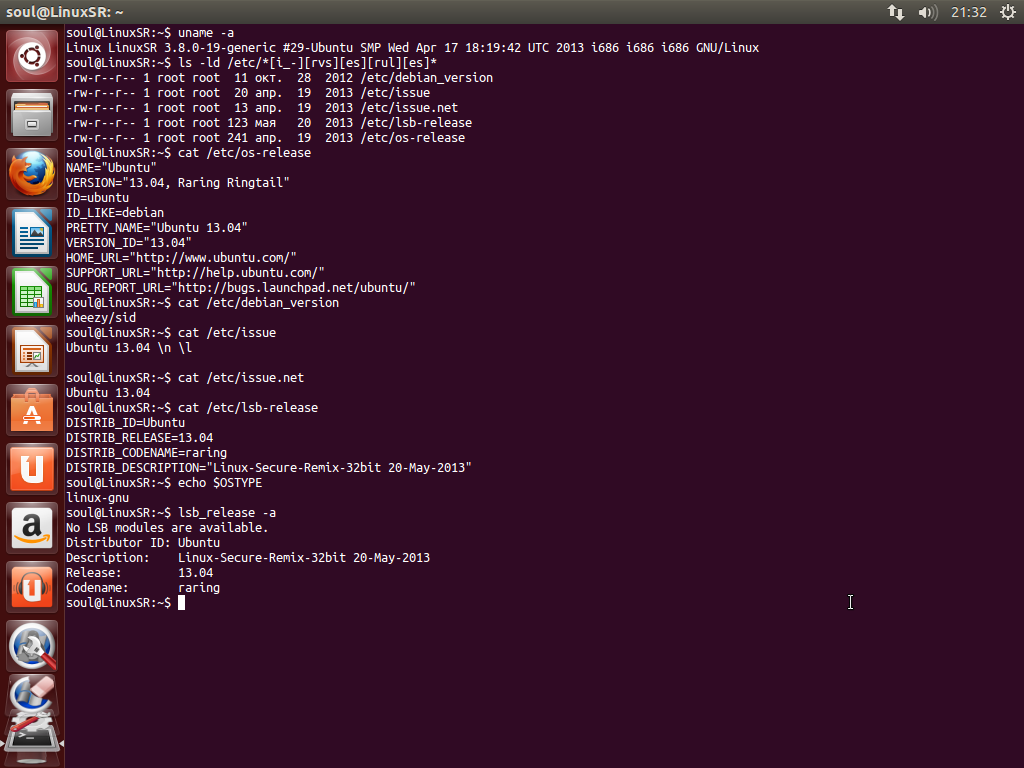 soul@LinuxSR: ~
21:32
soul@LinuxSR:~$ uname -a
Linux LinuxSR 3.8.0-19-generic #29-Ubuntu SMP Wed Apr 17 18:19:42 UTC 2013 i686 i686 i686 GNU/Linux
soul@LinuxSR:~$ ls -ld /etc/*[i_-][rvs][es][rul][es]*
-rw-r--r-- 1 root root  11 окт.  28  2012 /etc/debian_version
-rw-r--r-- 1 root root  20 апр.  19  2013 /etc/issue
-rw-r--r-- 1 root root  13 апр.  19  2013 /etc/issue.net
-rw-r--r-- 1 root root 123 мая   20  2013 /etc/lsb-release
-rw-r--r-- 1 root root 241 апр.  19  2013 /etc/os-release
soul@LinuxSR:~$ cat /etc/os-release
NAME="Ubuntu"
VERSION="13.04, Raring Ringtail"
ID=ubuntu
ID_LIKE=debian
PRETTY_NAME="Ubuntu 13.04"
VERSION_ID="13.04"
HOME_URL="http://www.ubuntu.com/"
SUPPORT_URL="http://help.ubuntu.com/"
BUG_REPORT_URL="http://bugs.launchpad.net/ubuntu/"
soul@LinuxSR:~$ cat /etc/debian_version
wheezy/sid
soul@LinuxSR:~$ cat /etc/issue
Ubuntu 13.04 \n \l
soul@LinuxSR:~$ cat /etc/issue.net
Ubuntu 13.04
soul@LinuxSR:~$ cat /etc/lsb-release
DISTRIB_ID=Ubuntu
DISTRIB_RELEASE=13.04
DISTRIB_CODENAME=raring
DISTRIB_DESCRIPTION="Linux-Secure-Remix-32bit 20-May-2013"
soul@LinuxSR:~$ echo $OSTYPE
linux-gnu
soul@LinuxSR:~$ lsb_release -a
No LSB modules are available.
Distributor ID: Ubuntu
Description:    Linux-Secure-Remix-32bit 20-May-2013
Release:        13.04
Codename:       raring
soul@LinuxSR:~$